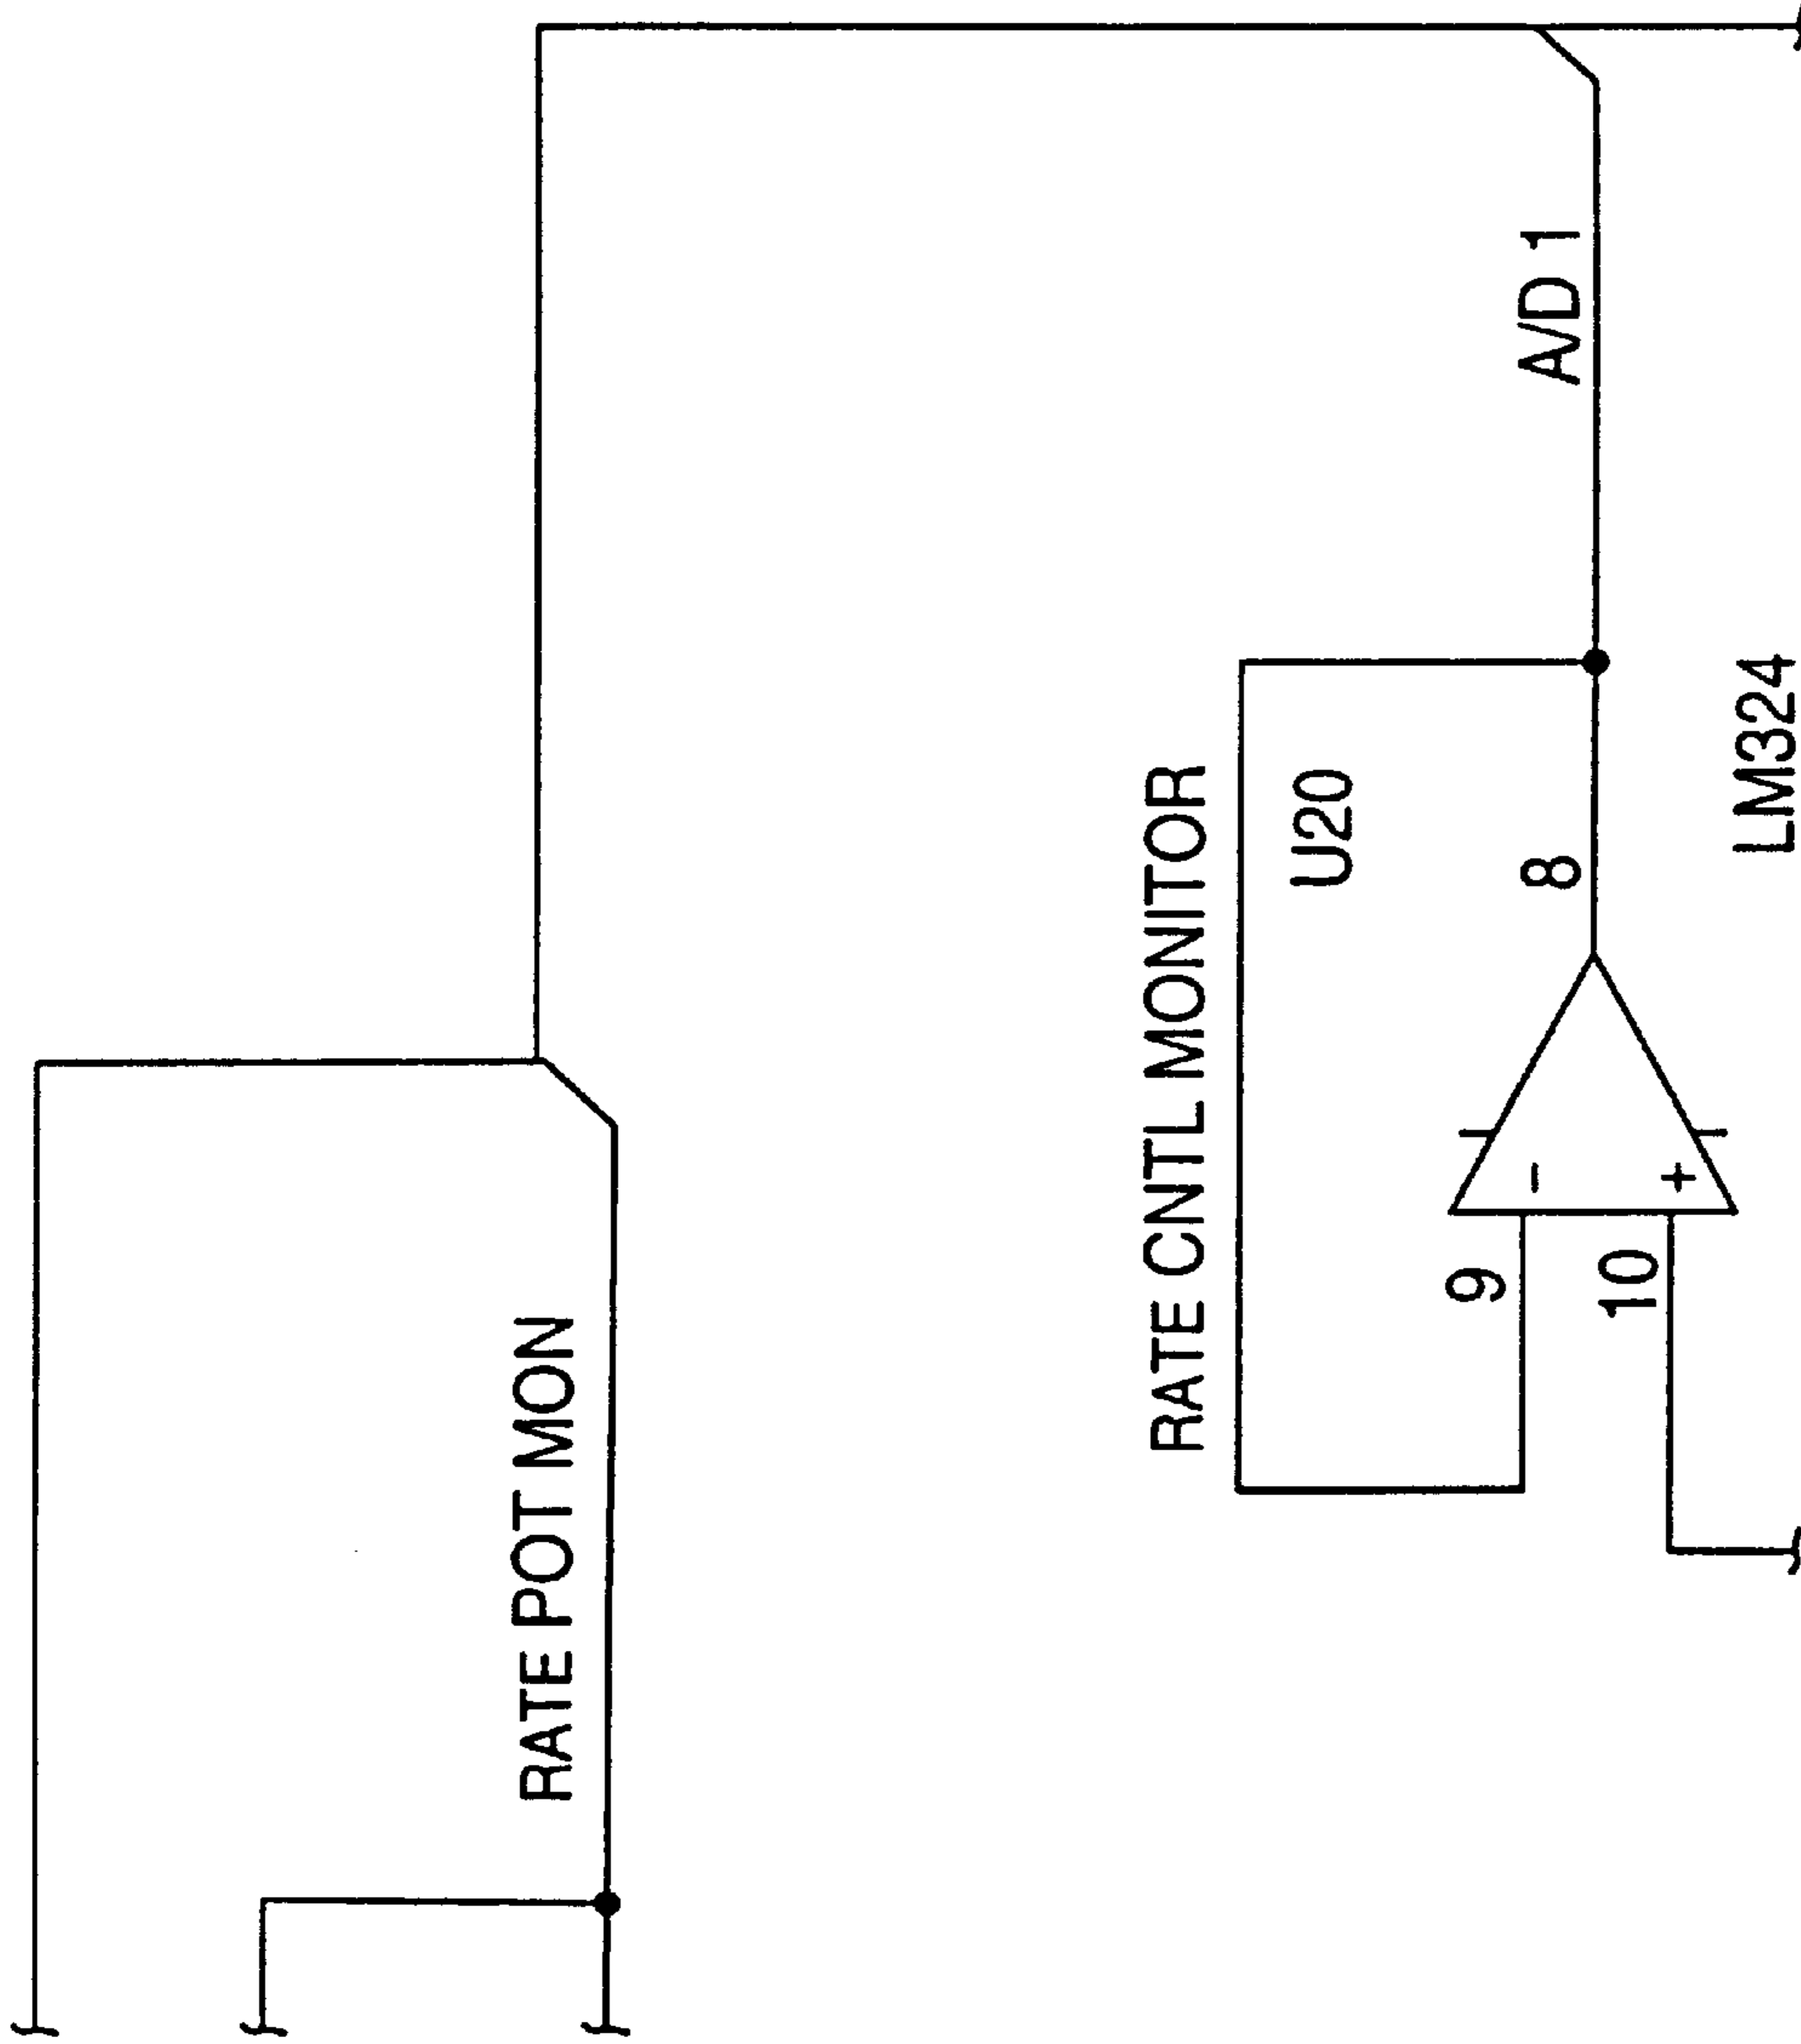 RATE POT MON
RATE CNTL MONITOR
U20
A/D 1
9
8
10
-
+
LM324